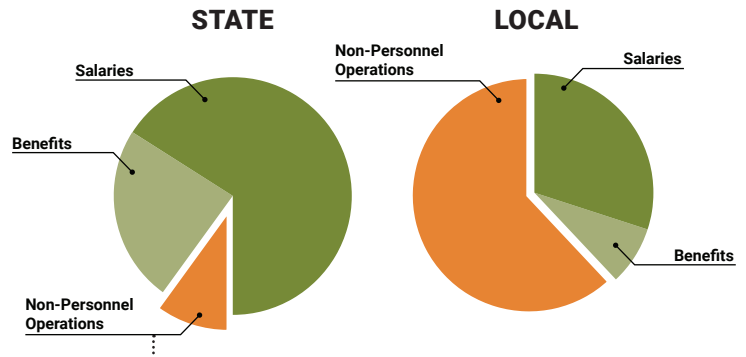 STATE
Salaries
Benefits
Non-Personnel
Operations
LOCAL
Non-Personnel
Operations
Salaries
Benefits